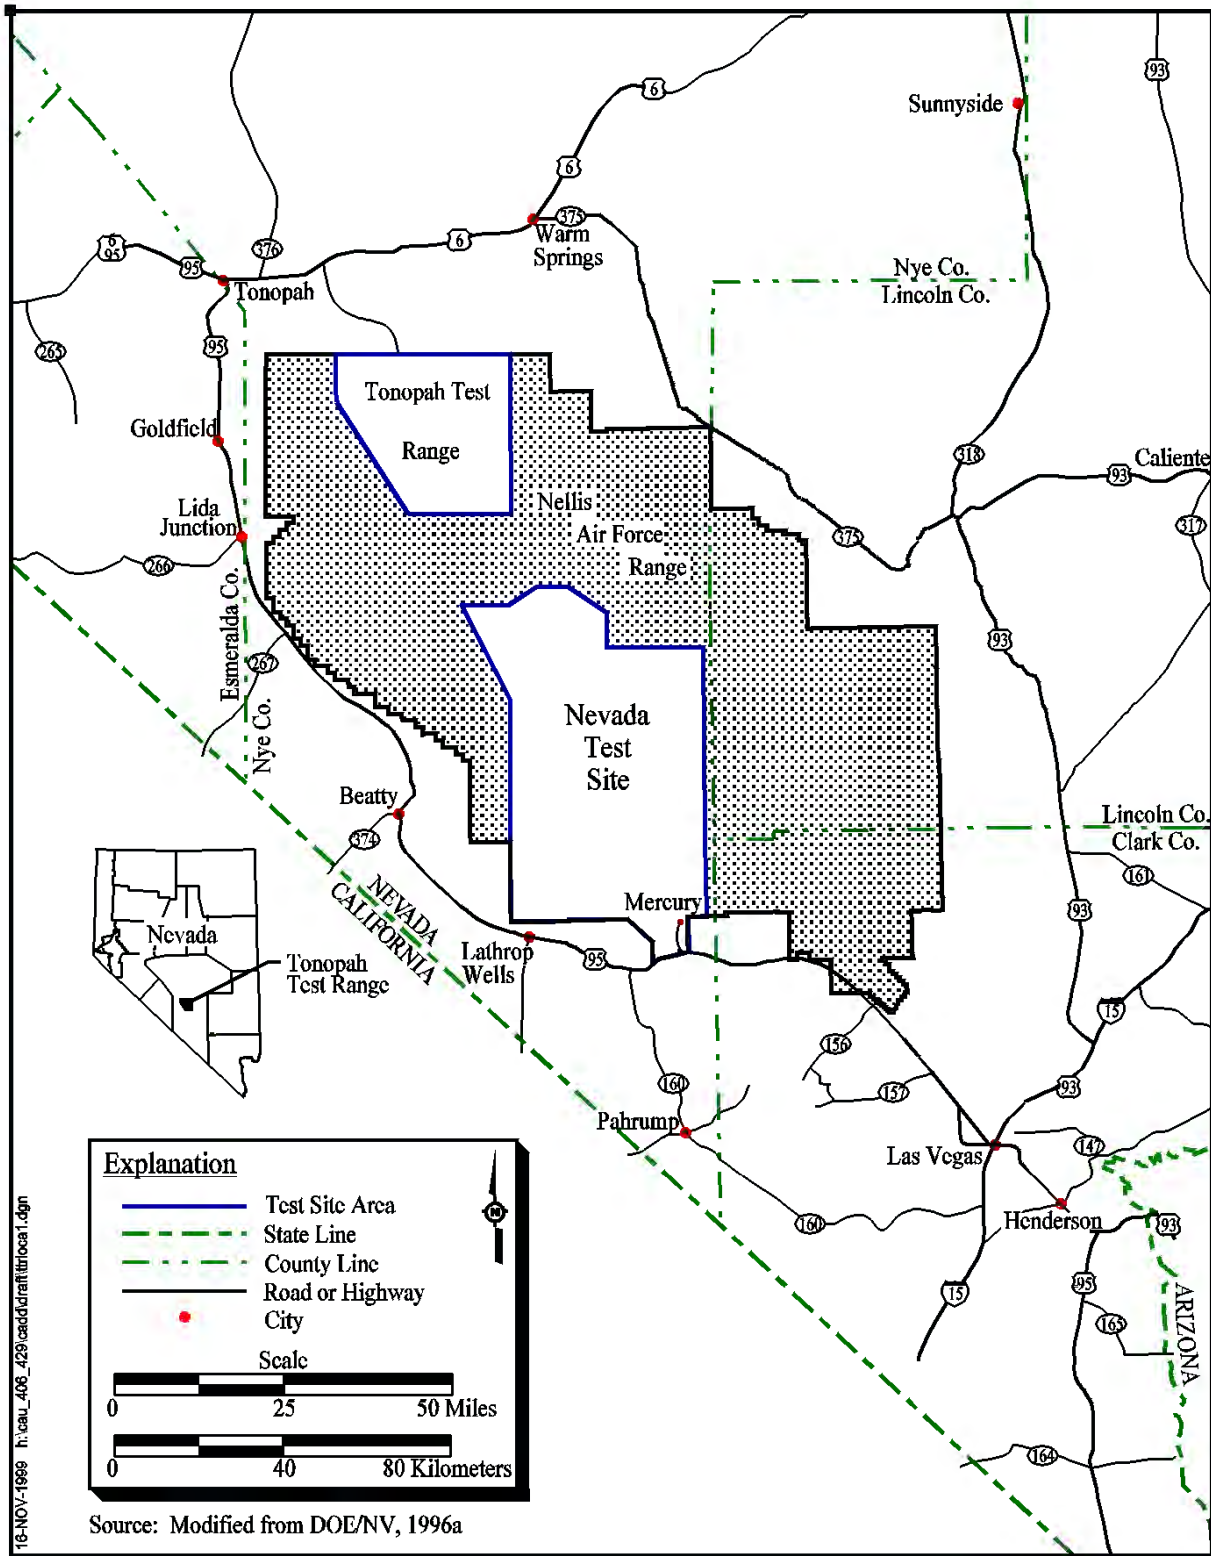 93
6
Sunnyside
6
375
Warm
Springs
376
6
6
95
95
Tonopah
Nye Co.
Lincoln Co.
265
95
Tonopah Test
Range
Goldfield
318
93
Caliente
Nellis
Air Force
Range
Lida
Junction
375
317
266
Esmeralda Co.
Nye Co.
267
93
Nevada
Test
Site
Beatty
374
Lincoln Co.
Clark Co.
161
NEVADA
CALIFORNIA
Mercury
93
Nevada
Tonopah
Test Range
Lathrop
Wells
95
15
156
160
157
93
Pahrump
Las Vegas
147
160
Henderson
93
15
95
165
ARIZONA
164
Explanation
N
Test Site Area
State Line
County Line
Road or Highway
City
Scale
0 25 50 Miles
0 40 80 Kilometers
Source: Modified from DOE/NV, 1996a